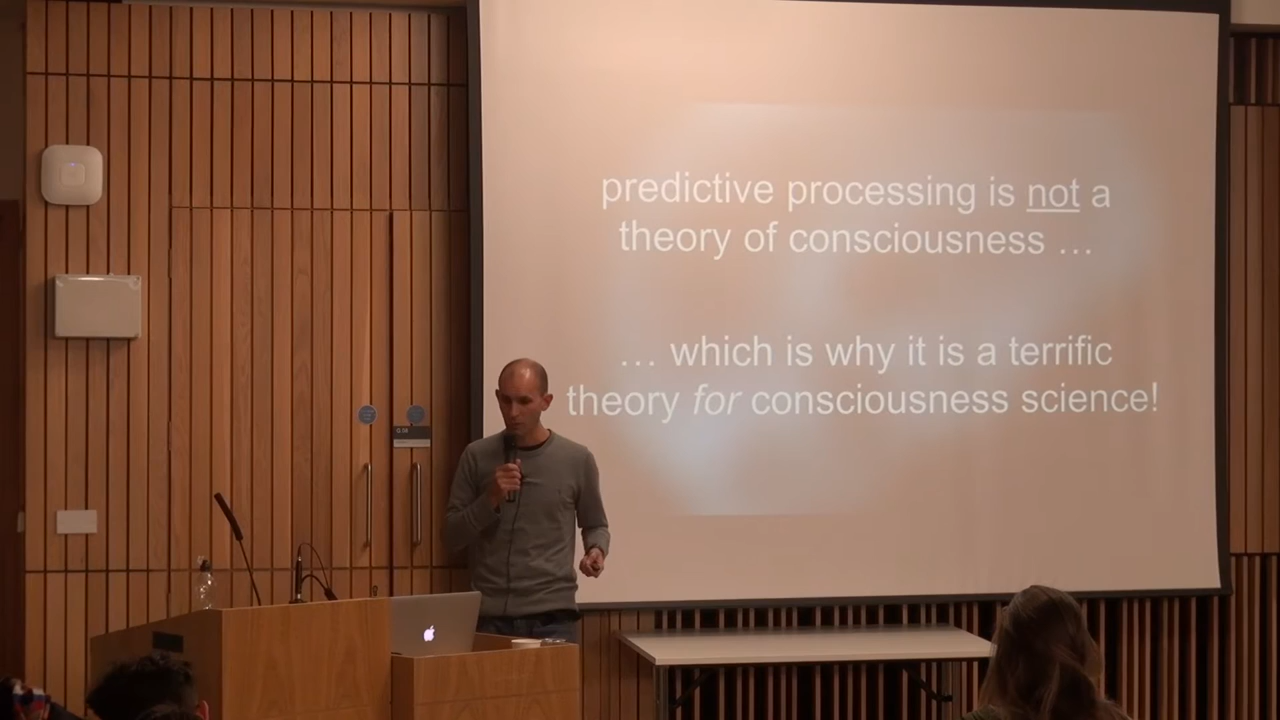 predictive processing is not a
theory of consciousness …
… which is why it is a terrific
theory for consciousness science!